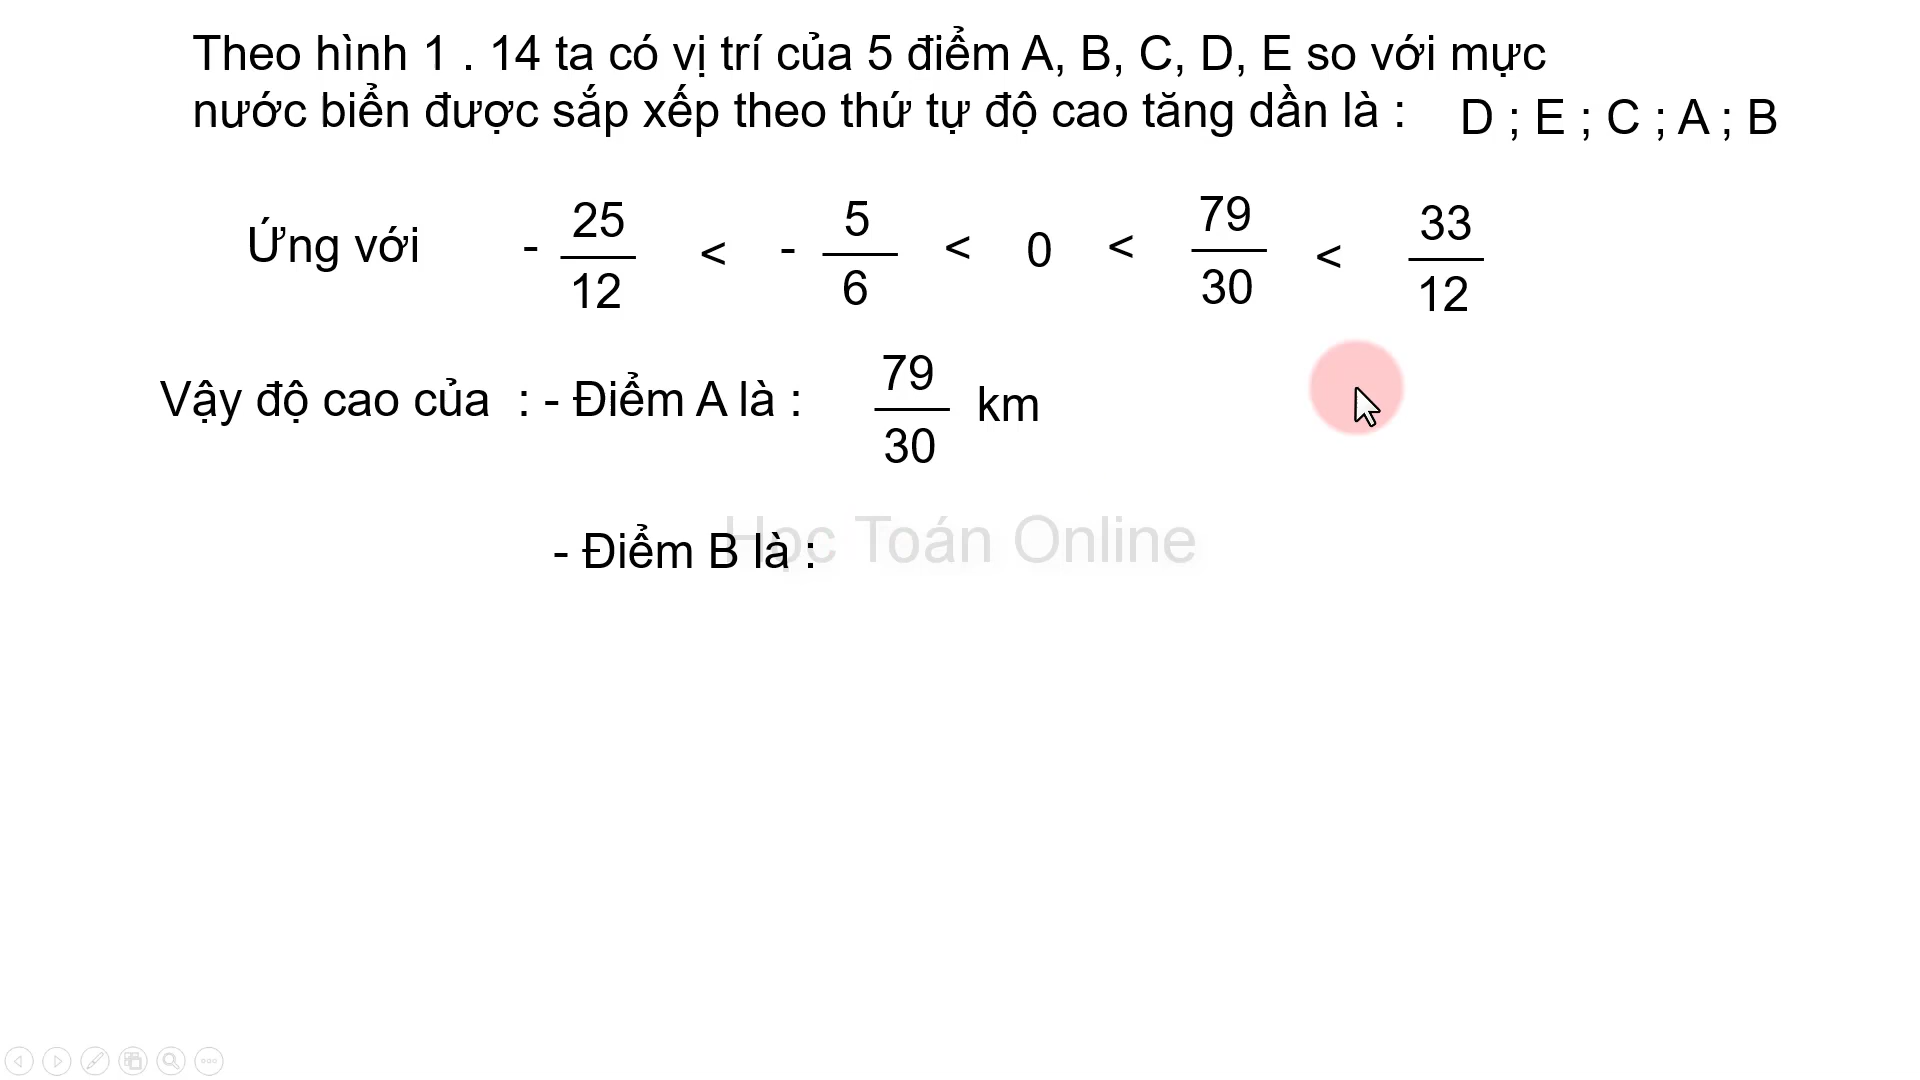 Theo hình 1 . 14 ta có vị trí của 5 điểm A, B, C, D, E so với mực
nước biển được sắp xếp theo thứ tự độ cao tăng dần là : D ; E ; C ; A ; B
Ứng với - 25/12 < - 5/6 < 0 < 79/30 < 33/12
Vậy độ cao của : - Điểm A là : 79/30 km
- Điểm B là :
Học Toán Online